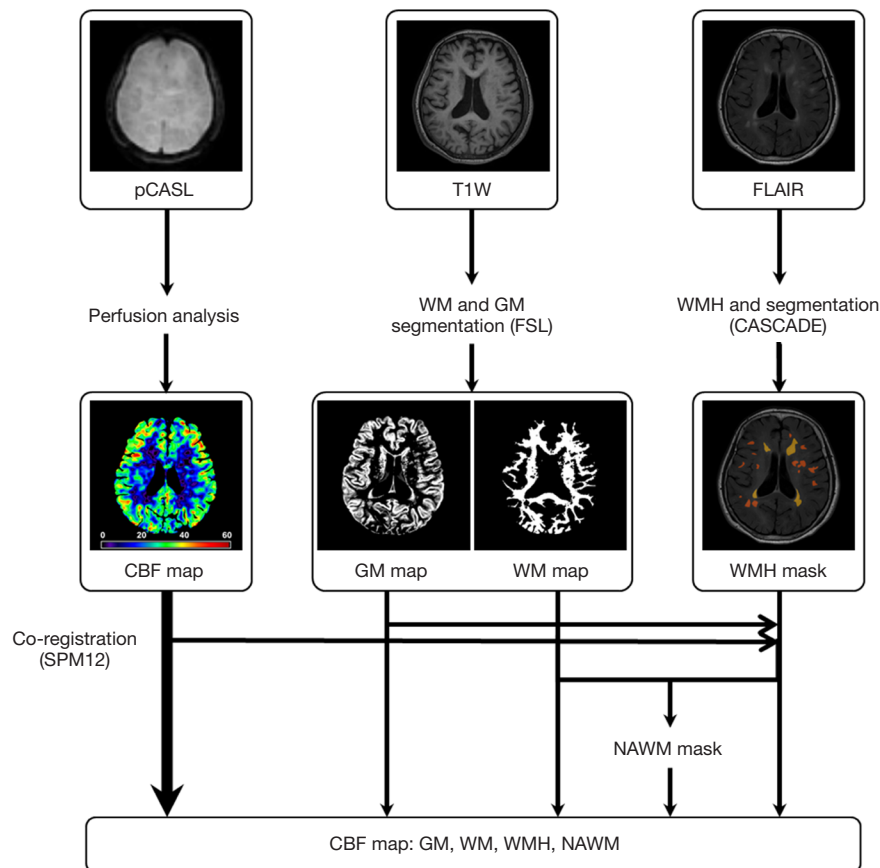 pCASL
T1W
FLAIR
Perfusion analysis
WM and GM
segmentation (FSL)
WMH and segmentation
(CASCADE)
0 20 40 60
CBF map
GM map
WM map
WMH mask
Co-registration
(SPM12)
NAWM mask
CBF map: GM, WM, WMH, NAWM